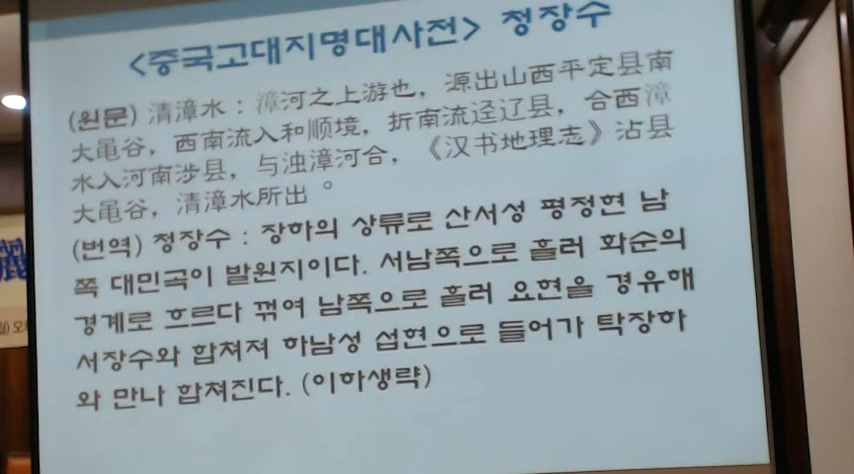 <중국고대지명대사전> 청장수
(원문) 清漳水 : 漳河之上游也, 源出山西平定县南
大黾谷, 西南流入和顺境, 折南流迳辽县, 合西漳
水入河南涉县, 与浊漳河合, 《汉书地理志》沾县
大黾谷, 清漳水所出 。
(번역) 청장수 : 장하의 상류로 산서성 평정현 남
쪽 대민곡이 발원지이다. 서남쪽으로 흘러 화순의
경계로 흐르다 꺾여 남쪽으로 흘러 요현을 경유해
서장수와 합쳐져 하남성 섭현으로 들어가 탁장하
와 만나 합쳐진다. (이하생략)